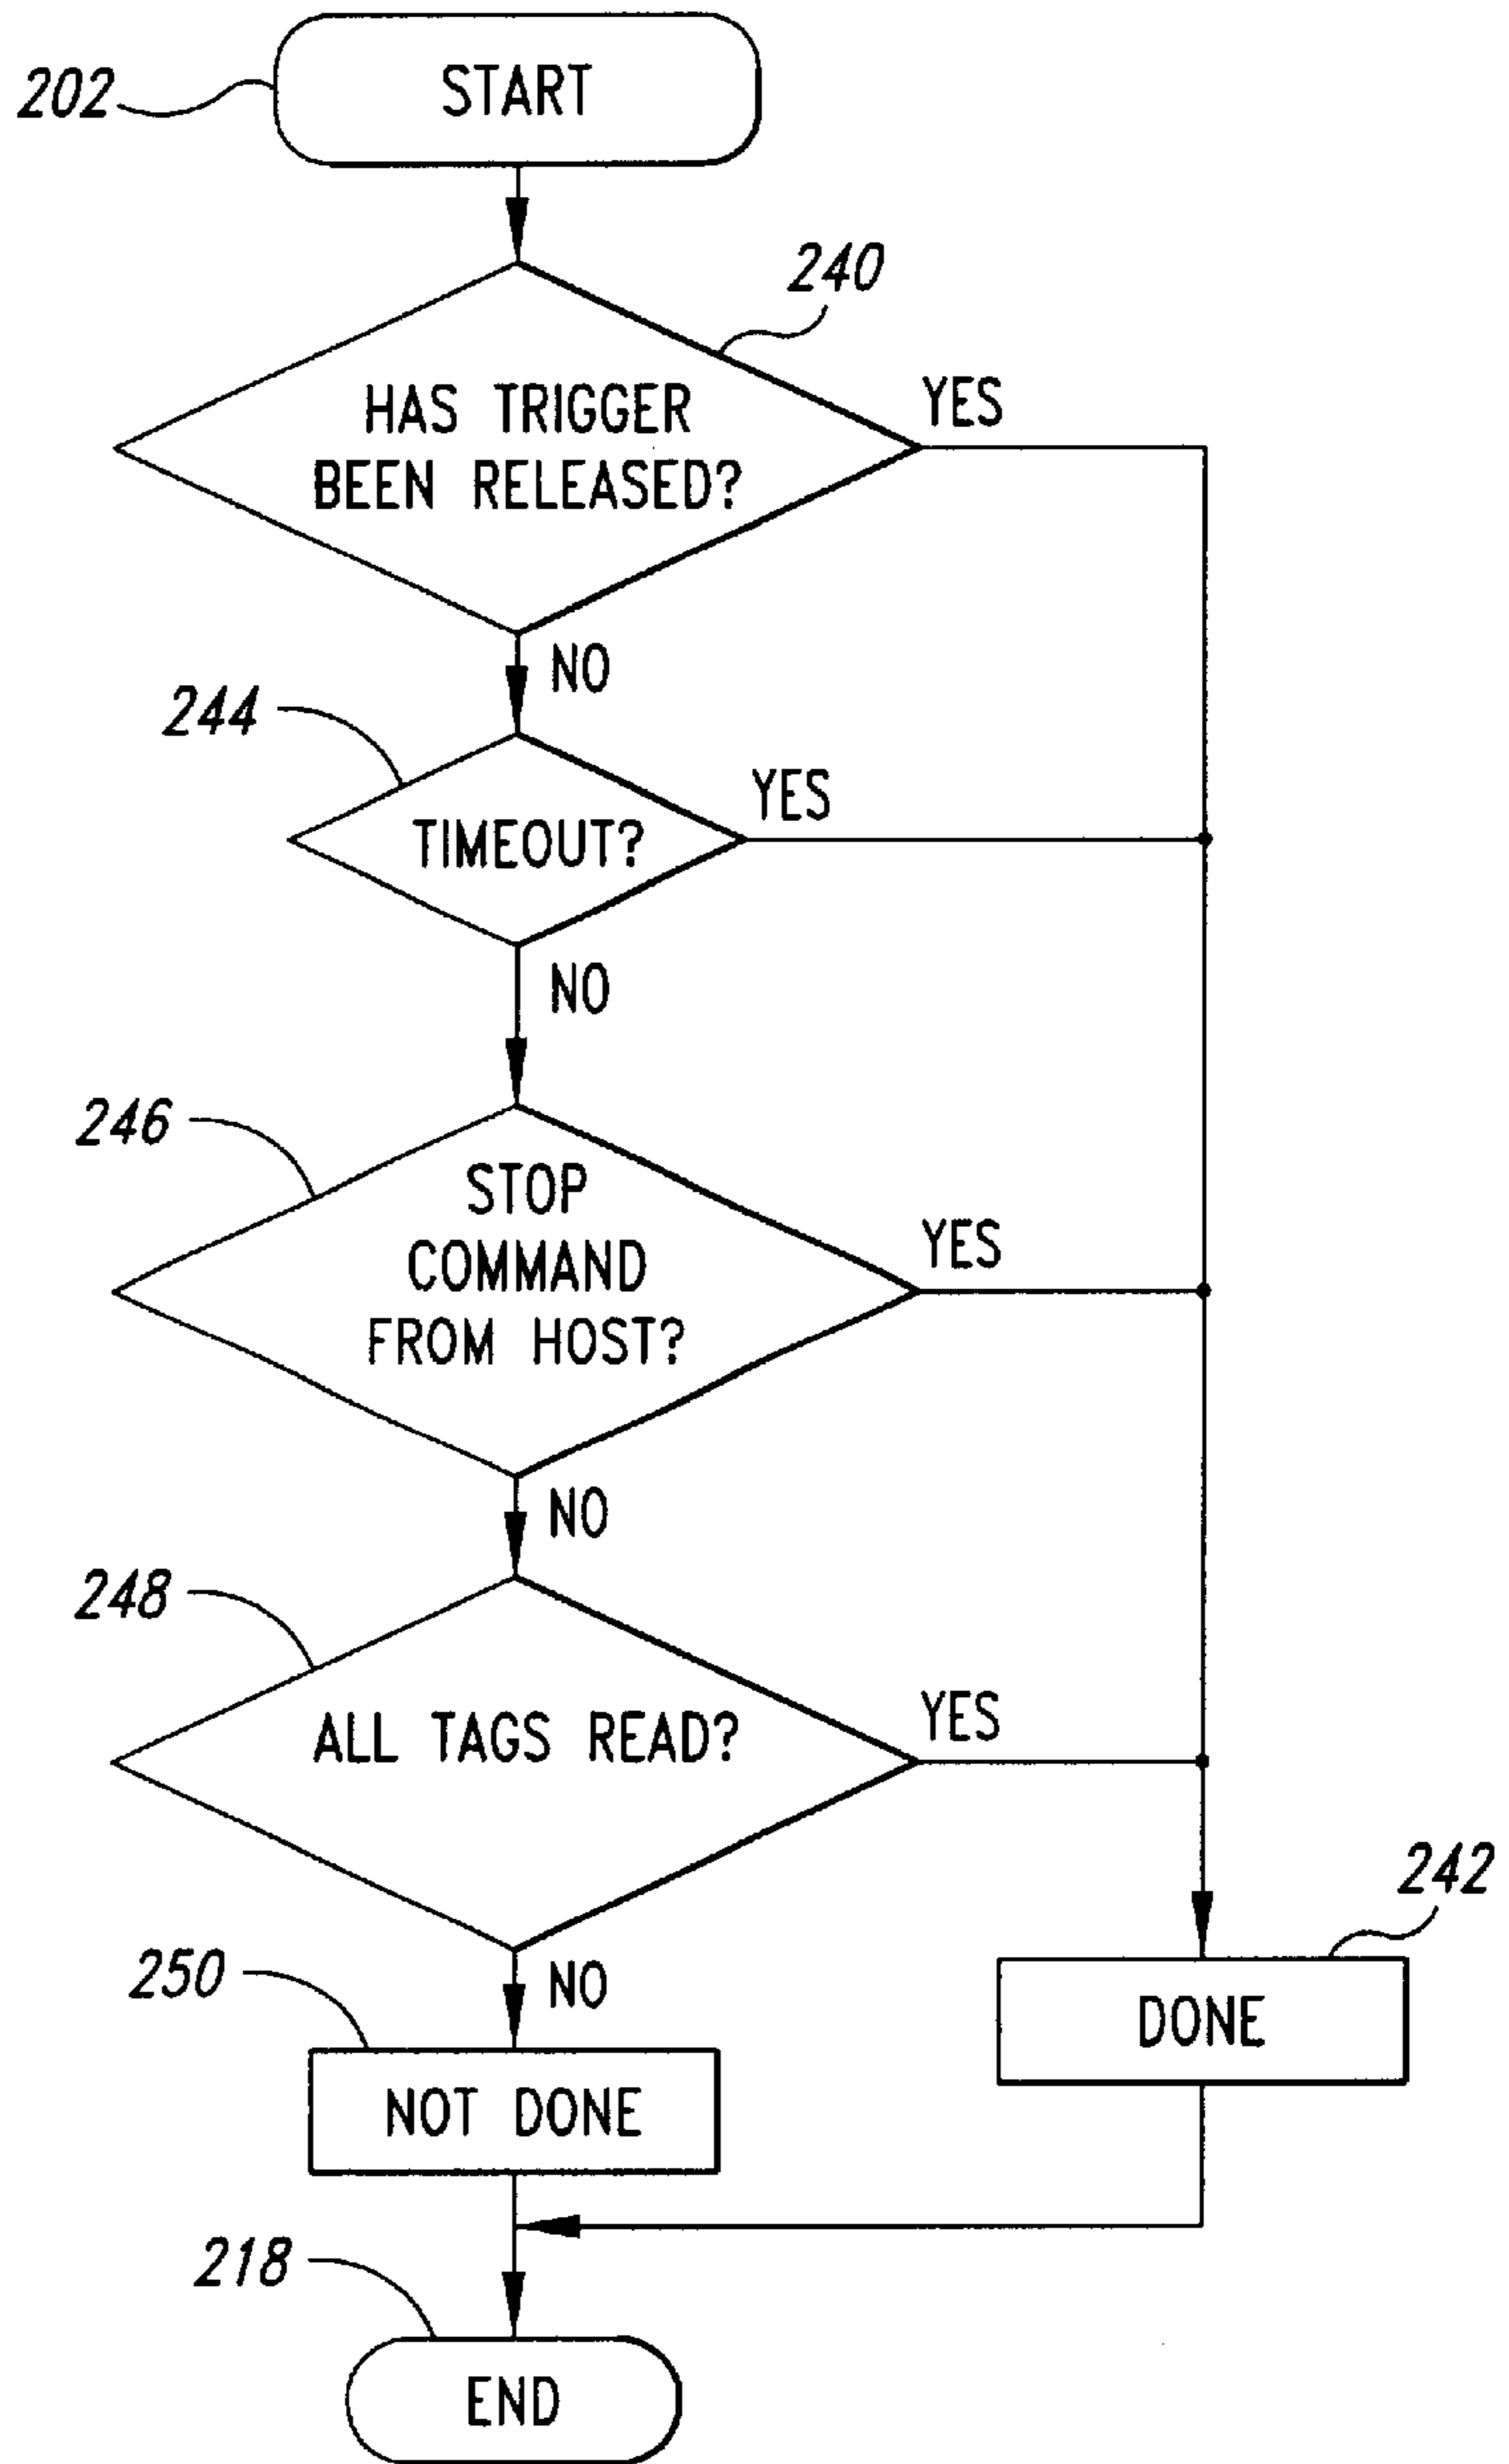 202
START
240
HAS TRIGGER
BEEN RELEASED?
YES
NO
244
TIMEOUT?
YES
NO
246
STOP
COMMAND
FROM HOST?
YES
NO
248
ALL TAGS READ?
YES
NO
242
DONE
250
NOT DONE
218
END